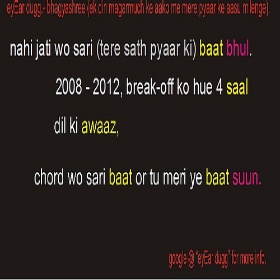 eyEar dugg.- bhagyashree (ek din magarmuch ke aako me mere pyaar ke aasu m lenge).
nahi jati wo sari (tere sath pyaar ki) baat bhul.
2008 - 2012, break-off ko hue 4 saal
dil ki awaaz,
chord wo sari baat or tu meri ye baat suun.
google @ "eyEar dugg" for more info.